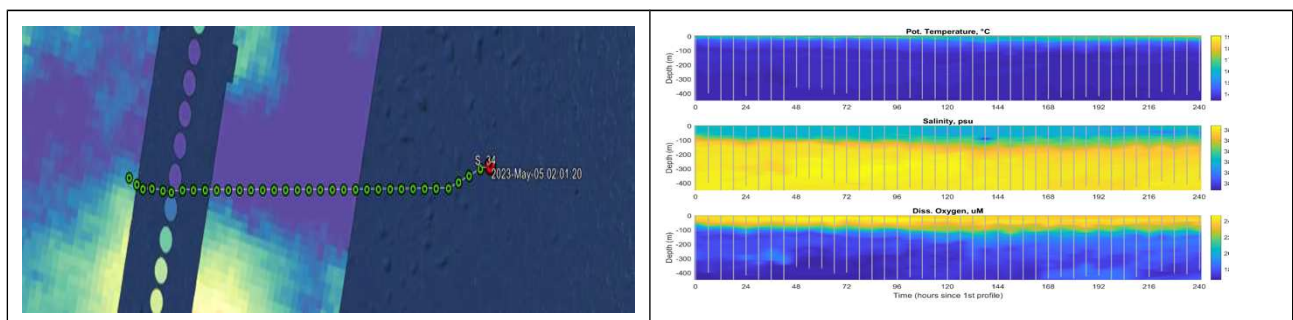 S_34
2023-May-05 02:01:20
Pot. Temperature, °C
0
-100
-200
-300
-400
Depth (m)
0 24 48 72 96 120 144 168 192 216 240
Salinity, psu
0
-100
-200
-300
-400
Depth (m)
0 24 48 72 96 120 144 168 192 216 240
Diss. Oxygen, uM
0
-100
-200
-300
-400
Depth (m)
0 24 48 72 96 120 144 168 192 216 240
Time (hours since 1st profile)